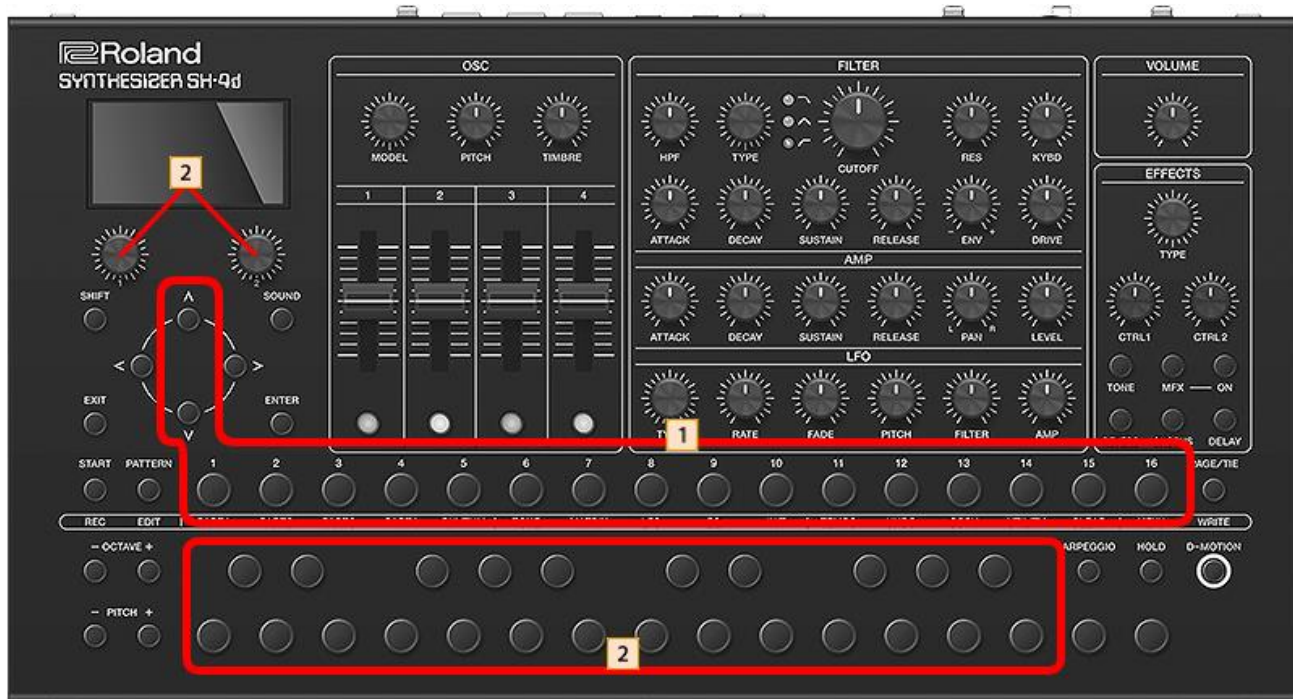 Roland
SYNTHESIZER SH-4d
OSC
MODEL PITCH TIMBRE
1 2 3 4
FILTER
HPF TYPE CUTOFF RES KYBD
ATTACK DECAY SUSTAIN RELEASE - ENV + DRIVE
AMP
ATTACK DECAY SUSTAIN RELEASE L PAN R LEVEL
LFO
RATE FADE PITCH FILTER AMP
VOLUME
EFFECTS
TYPE
CTRL1 CTRL2
TONE MFX ON
DELAY
2
1 2
SHIFT SOUND
< >
EXIT ENTER
1
START PATTERN 1 2 3 4 5 6 7 8 9 10 11 12 13 14 15 16
REC EDIT WRITE
- OCTAVE + ARPEGGIO HOLD D-MOTION
- PITCH +
2